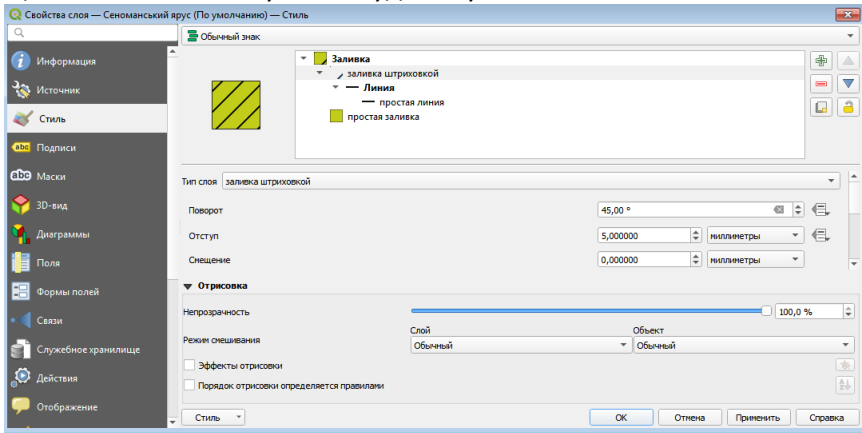 Свойства слоя — Сеноманський ярус (По умолчанию) — Стиль
Обычный знак
Информация
Источник
Стиль
abc Подписи
abc Маски
3D-вид
Диаграммы
Поля
Формы полей
Связи
Служебное хранилище
Действия
Отображение
Заливка
заливка штриховкой
Линия
простая линия
простая заливка
Тип слоя заливка штриховкой
Поворот 45,00 °
Отступ 5,000000 миллиметры
Смещение 0,000000 миллиметры
Отрисовка
Непрозрачность 100,0 %
Слой Объект
Режим смешивания Обычный Обычный
Эффекты отрисовки
Порядок отрисовки определяется правилами
Стиль OK Отмена Применить Справка